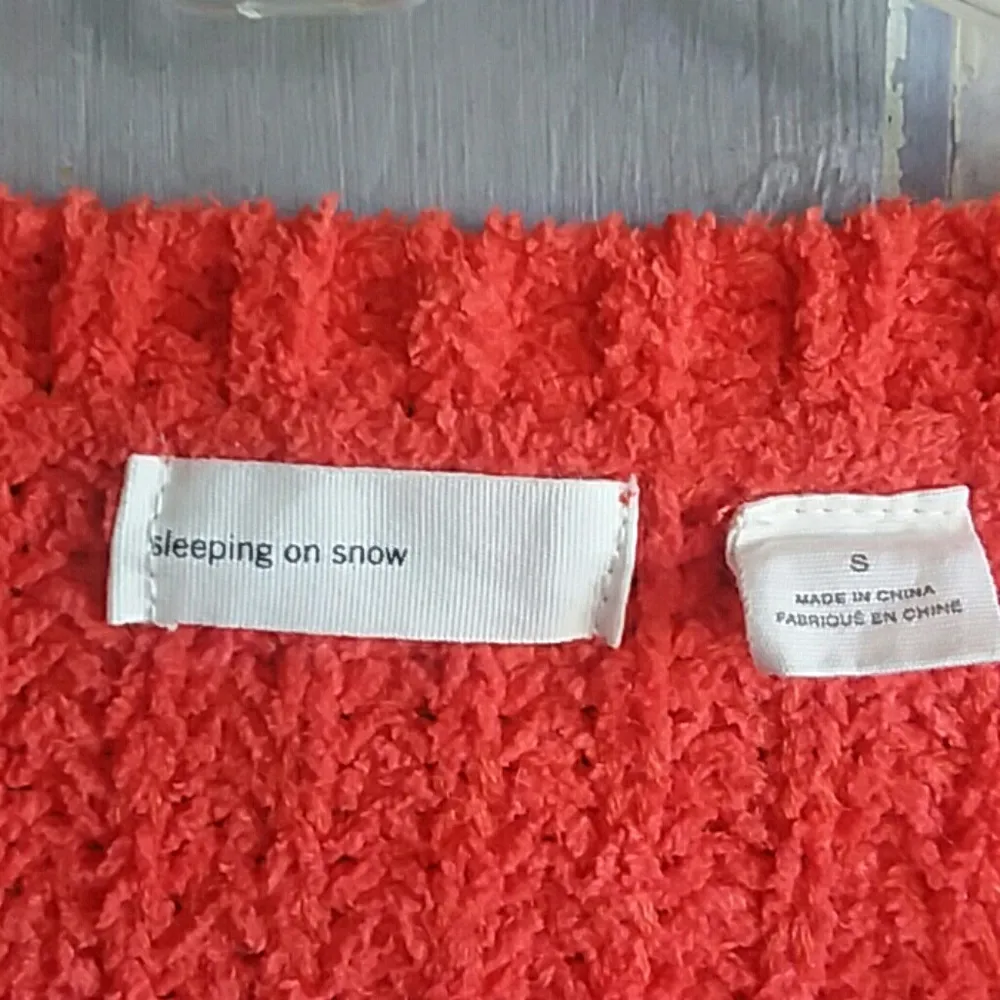 sleeping on snow
S
MADE IN CHINA
FABRIQUÉ EN CHINE